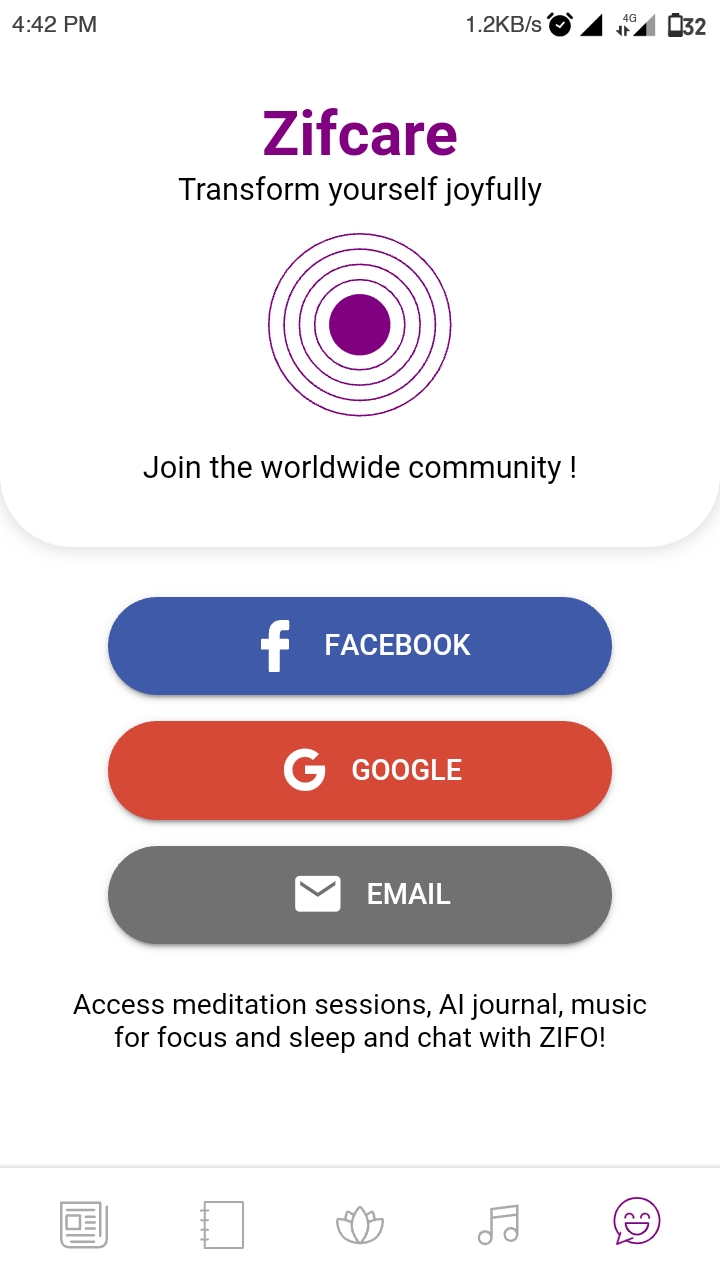 4:42 PM 1.2KB/s 4G 32
Zifcare
Transform yourself joyfully
Join the worldwide community !
FACEBOOK
GOOGLE
EMAIL
Access meditation sessions, AI journal, music
for focus and sleep and chat with ZIFO!